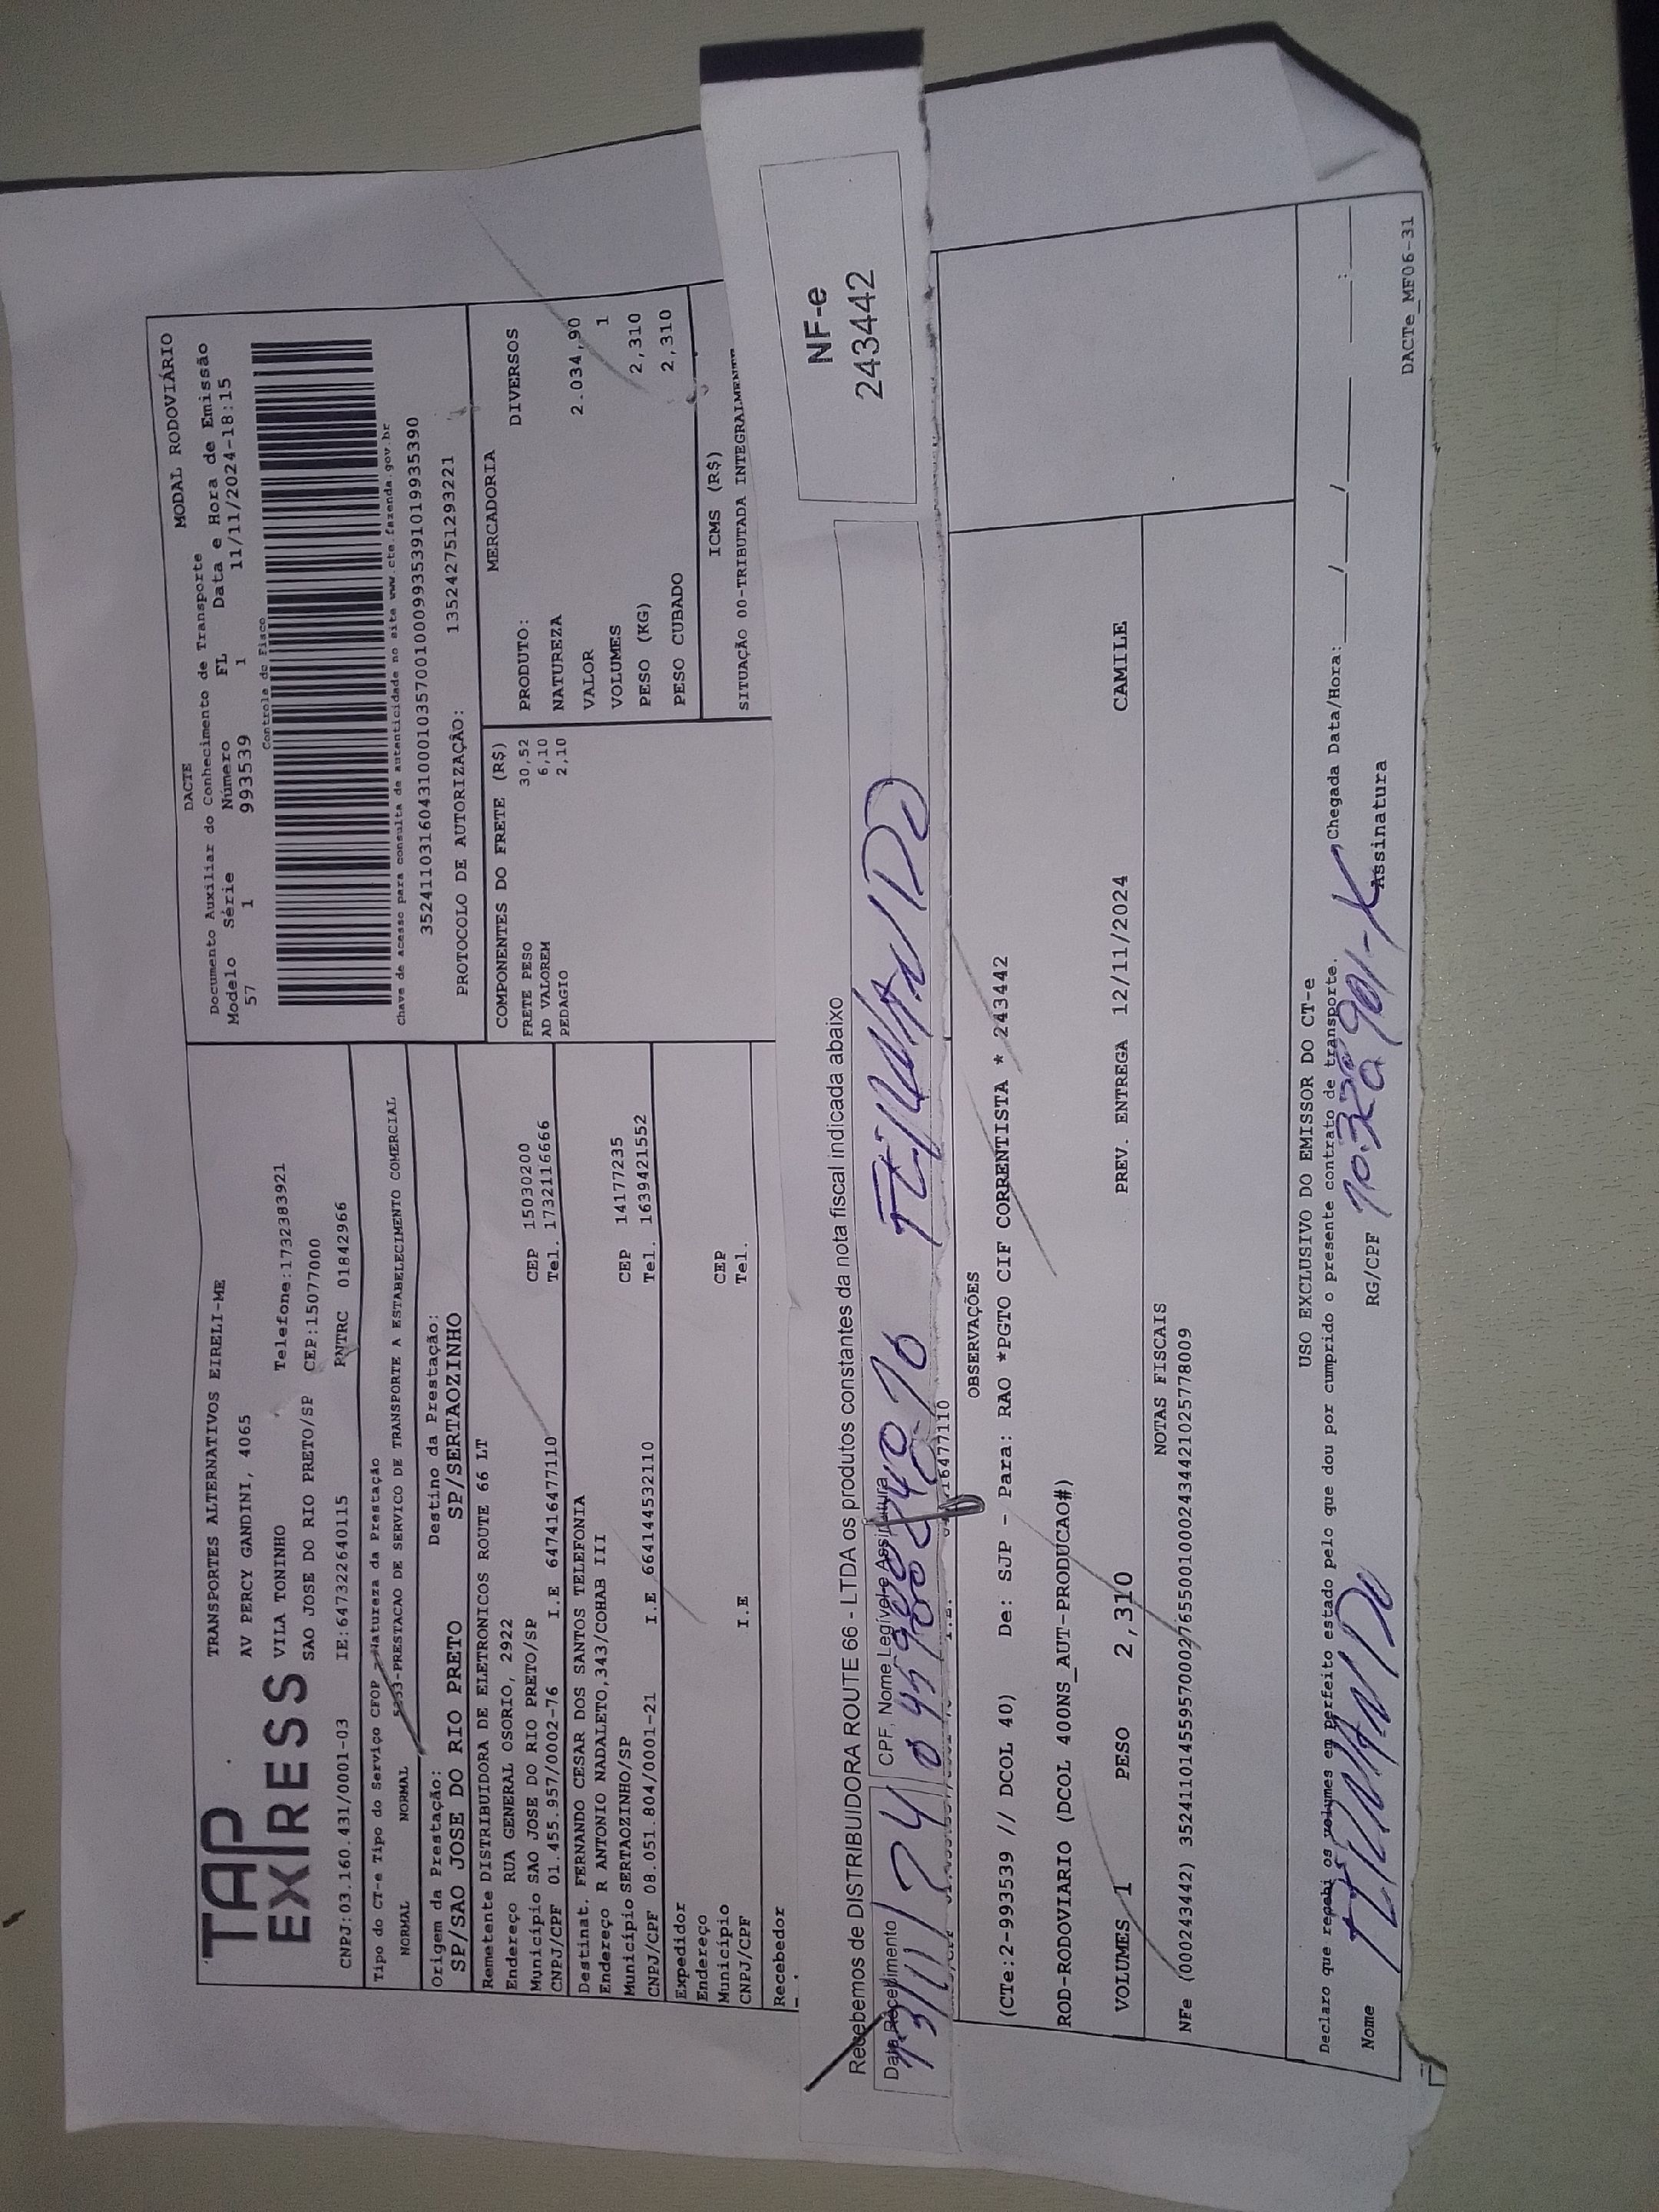 TAP
EXPRESS
TRANSPORTES ALTERNATIVOS EIRELI-ME
AV PERCY GANDINI, 4065
VILA TONINHO Telefone:1732383921
SAO JOSE DO RIO PRETO/SP CEP:15077000
CNPJ:03.160.431/0001-03 IE:647322640115 RNTRC 01842966
Tipo do CT-e Tipo do Serviço CFOP - Natureza da Prestação
NORMAL NORMAL 5353-PRESTACAO DE SERVICO DE TRANSPORTE A ESTABELECIMENTO COMERCIAL
Origem da Prestação: Destino da Prestação:
SP/SAO JOSE DO RIO PRETO SP/SERTAOZINHO
Remetente DISTRIBUIDORA DE ELETRONICOS ROUTE 66 LT
Endereço RUA GENERAL OSORIO, 2922
Município SAO JOSE DO RIO PRETO/SP CEP 15030200
CNPJ/CPF 01.455.957/0002-76 I.E 647416477110 Tel. 1732116666
Destinat. FERNANDO CESAR DOS SANTOS TELEFONIA
Endereço R ANTONIO NADALETO,343/COHAB III
Município SERTAOZINHO/SP CEP 14177235
CNPJ/CPF 08.051.804/0001-21 I.E 664144532110 Tel. 1639421552
Expedidor
Endereço
Município CEP
CNPJ/CPF I.E Tel.
Recebedor
DACTE MODAL RODOVIÁRIO
Documento Auxiliar do Conhecimento de Transporte
Modelo Série Número FL Data e Hora de Emissão
57 1 993539 1 11/11/2024-18:15
Controle do Fisco
Chave de acesso para consulta de autenticidade no site www.cte.fazenda.gov.br
35241103160431000103570010009935391019935390
PROTOCOLO DE AUTORIZAÇÃO: 135242751293221
COMPONENTES DO FRETE (R$)
FRETE PESO 30,52
AD VALOREM 6,10
PEDAGIO 2,10
MERCADORIA
PRODUTO: DIVERSOS
NATUREZA
VALOR 2.034,90
VOLUMES 1
PESO (KG) 2,310
PESO CUBADO 2,310
ICMS (R$)
SITUAÇÃO 00-TRIBUTADA INTEGRALMENTE
Recebemos de DISTRIBUIDORA ROUTE 66 - LTDA os produtos constantes da nota fiscal indicada abaixo
NF-e
243442
Data Recebimento CPF, Nome Legível e Assinatura
16477110
OBSERVAÇÕES
(CTe:2-993539 // DCOL 40) De: SJP - Para: RAO *PGTO CIF CORRENTISTA * 243442
ROD-RODOVIARIO (DCOL 400NS_AUT-PRODUCAO#)
VOLUMES 1 PESO 2,310 PREV. ENTREGA 12/11/2024 CAMILE
NOTAS FISCAIS
NFe (000243442) 35241101455957000276550010002434421025778009
USO EXCLUSIVO DO EMISSOR DO CT-e
Declaro que recebi os volumes em perfeito estado pelo que dou por cumprido o presente contrato de transporte. Chegada Data/Hora: ___/___/___ ___:___
Nome RG/CPF Assinatura
DACTe_MF06-31